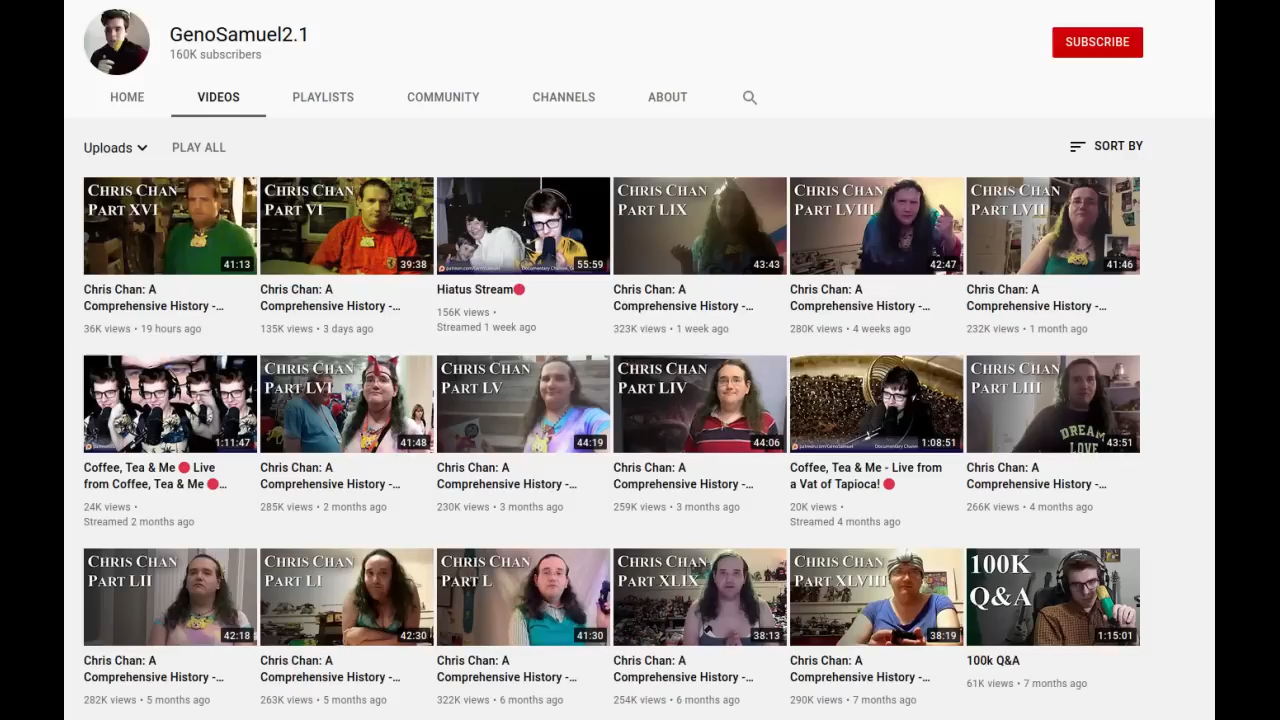 GenoSamuel2.1
160K subscribers
SUBSCRIBE
HOME VIDEOS PLAYLISTS COMMUNITY CHANNELS ABOUT
Uploads PLAY ALL SORT BY
CHRIS CHAN
PART XVI
41:13
CHRIS CHAN
PART VI
39:38
55:59
CHRIS CHAN
PART LIX
43:43
CHRIS CHAN
PART LVIII
42:47
CHRIS CHAN
PART LVII
41:46
Chris Chan: A
Comprehensive History -...
36K views • 19 hours ago
Chris Chan: A
Comprehensive History -...
135K views • 3 days ago
Hiatus Stream🔴
156K views •
Streamed 1 week ago
Chris Chan: A
Comprehensive History -...
323K views • 1 week ago
Chris Chan: A
Comprehensive History -...
280K views • 4 weeks ago
Chris Chan: A
Comprehensive History -...
232K views • 1 month ago
1:11:47
CHRIS CHAN
PART LVI
41:48
CHRIS CHAN
PART LV
44:19
CHRIS CHAN
PART LIV
44:06
1:08:51
CHRIS CHAN
PART LIII
DREAM
LOVE
43:51
Coffee, Tea & Me 🔴 Live
from Coffee, Tea & Me 🔴...
24K views •
Streamed 2 months ago
Chris Chan: A
Comprehensive History -...
285K views • 2 months ago
Chris Chan: A
Comprehensive History -...
230K views • 3 months ago
Chris Chan: A
Comprehensive History -...
259K views • 3 months ago
Coffee, Tea & Me - Live from
a Vat of Tapioca! 🔴
20K views •
Streamed 4 months ago
Chris Chan: A
Comprehensive History -...
266K views • 4 months ago
CHRIS CHAN
PART LII
42:18
CHRIS CHAN
PART LI
42:30
CHRIS CHAN
PART L
41:30
CHRIS CHAN
PART XLIX
38:13
CHRIS CHAN
PART XLVIII
38:19
100K
Q&A
1:15:01
Chris Chan: A
Comprehensive History -...
282K views • 5 months ago
Chris Chan: A
Comprehensive History -...
263K views • 5 months ago
Chris Chan: A
Comprehensive History -...
322K views • 6 months ago
Chris Chan: A
Comprehensive History -...
254K views • 6 months ago
Chris Chan: A
Comprehensive History -...
290K views • 7 months ago
100k Q&A
61K views • 7 months ago